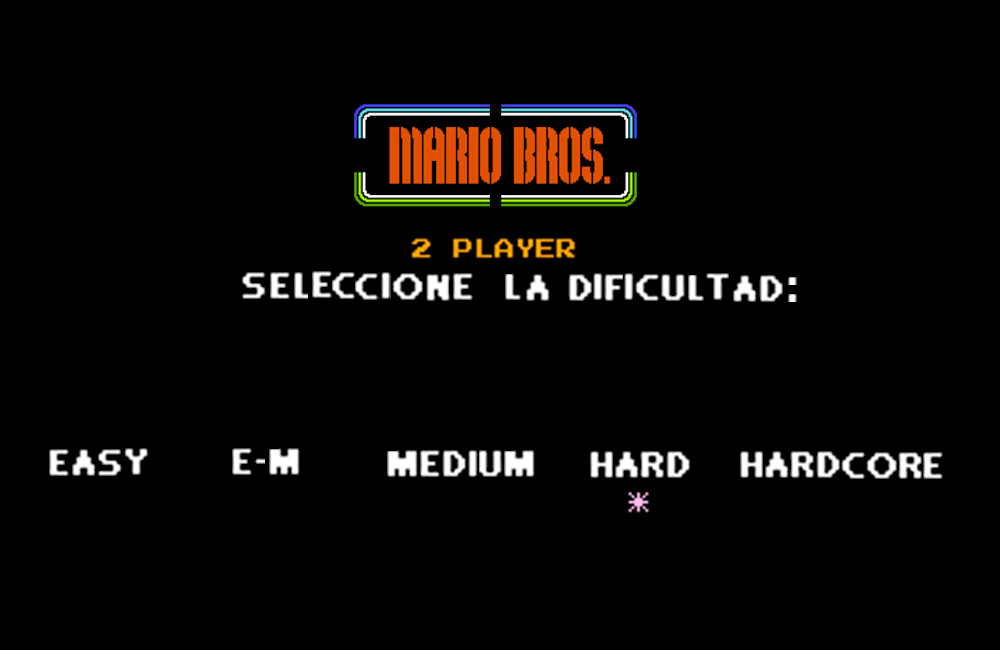 MARIO BROS.
2 PLAYER
SELECCIONE LA DIFICULTAD:
EASY E-M MEDIUM HARD HARDCORE